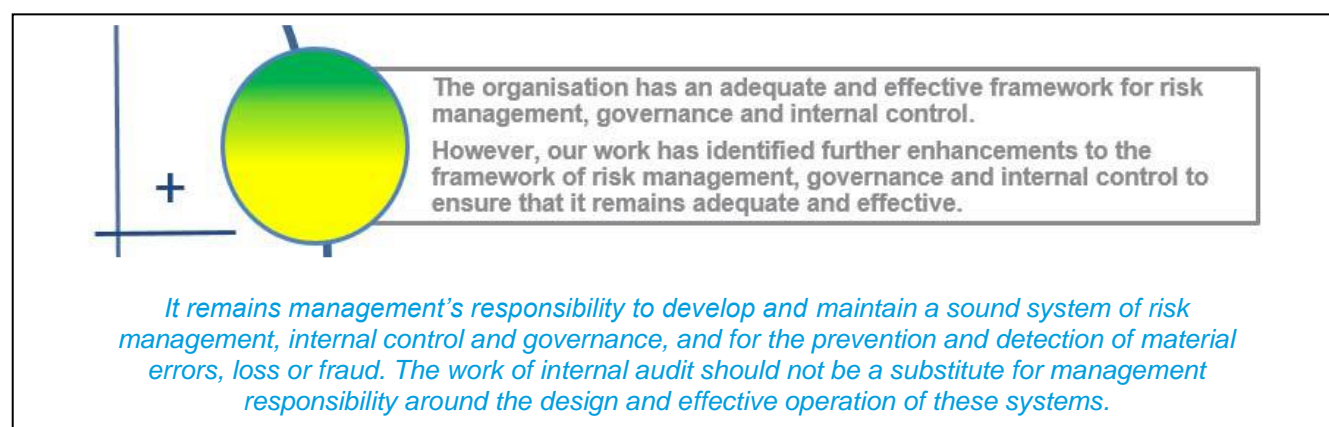 The organisation has an adequate and effective framework for risk
management, governance and internal control.
However, our work has identified further enhancements to the
framework of risk management, governance and internal control to
ensure that it remains adequate and effective.
+
It remains management’s responsibility to develop and maintain a sound system of risk
management, internal control and governance, and for the prevention and detection of material
errors, loss or fraud. The work of internal audit should not be a substitute for management
responsibility around the design and effective operation of these systems.